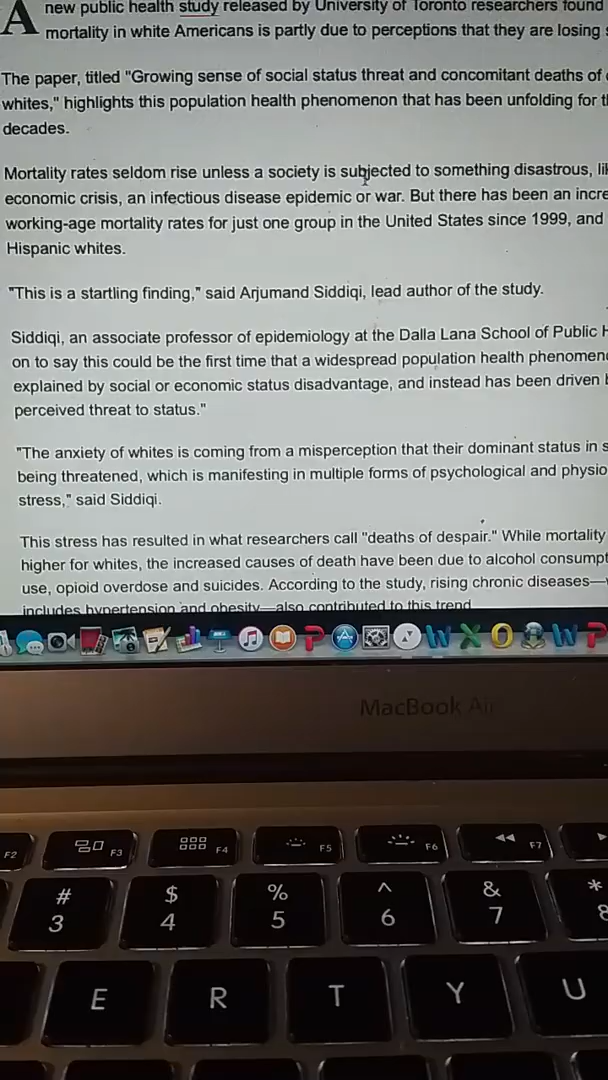 A new public health study released by University of Toronto researchers found
mortality in white Americans is partly due to perceptions that they are losing
The paper, titled "Growing sense of social status threat and concomitant deaths of
whites," highlights this population health phenomenon that has been unfolding for
decades.
Mortality rates seldom rise unless a society is subjected to something disastrous,
economic crisis, an infectious disease epidemic or war. But there has been an
working-age mortality rates for just one group in the United States since 1999, and
Hispanic whites.
"This is a startling finding," said Arjumand Siddiqi, lead author of the study.
Siddiqi, an associate professor of epidemiology at the Dalla Lana School of Public
on to say this could be the first time that a widespread population health
explained by social or economic status disadvantage, and instead has been driven
perceived threat to status."
"The anxiety of whites is coming from a misperception that their dominant status in
being threatened, which is manifesting in multiple forms of psychological and
stress," said Siddiqi.
This stress has resulted in what researchers call "deaths of despair." While mortality
higher for whites, the increased causes of death have been due to alcohol
use, opioid overdose and suicides. According to the study, rising chronic diseases—
includes hypertension and obesity—also contributed to this trend
MacBook Air
F2 F3 F4 F5 F6 F7
# $ % ^ & *
3 4 5 6 7 8
E R T Y U